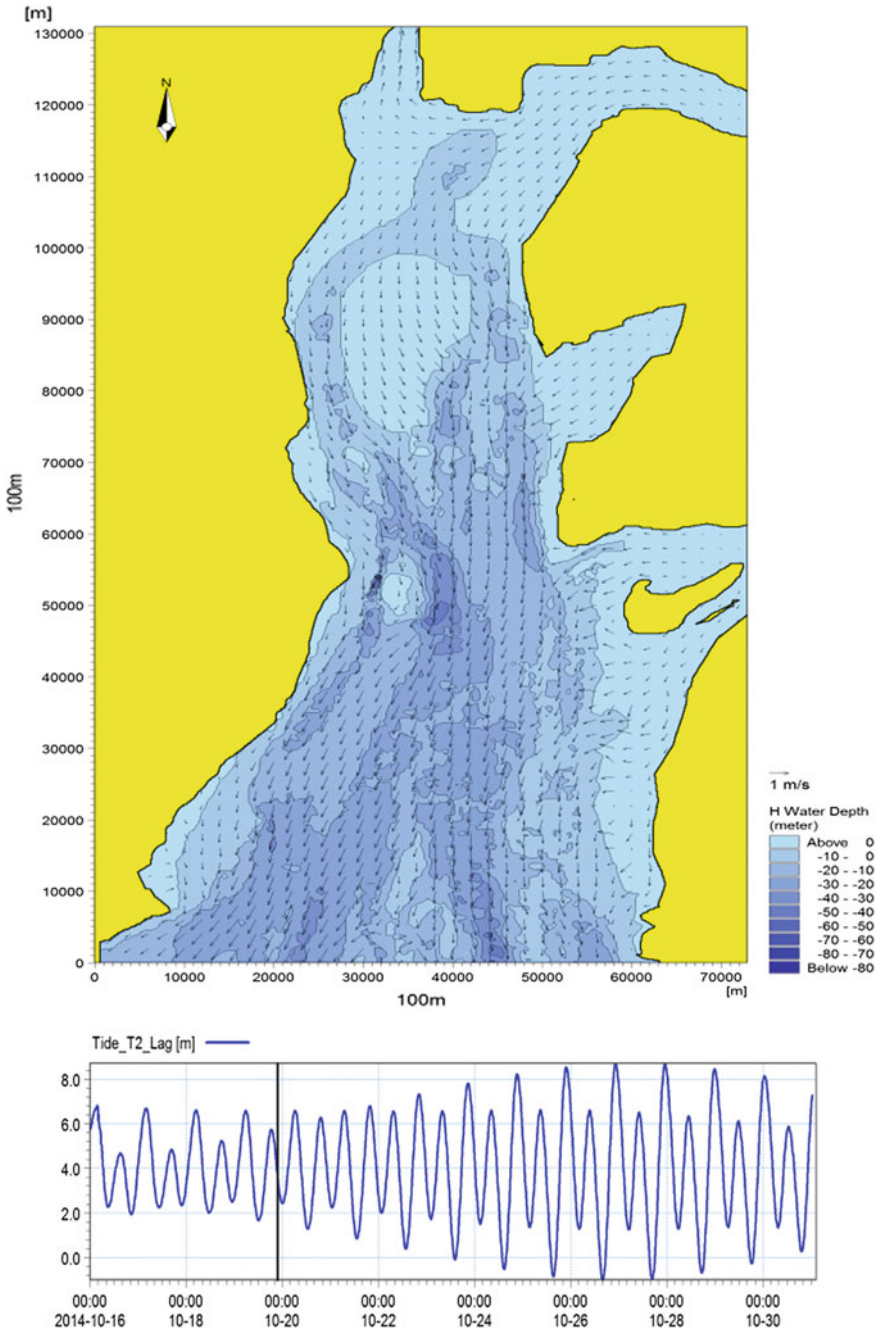 [m]
130000
120000
110000
100000
90000
80000
70000
60000
50000
40000
30000
20000
10000
0
100m
N
0 10000 20000 30000 40000 50000 60000 70000
100m
[m]
1 m/s
H Water Depth
(meter)
Above 0
-10 - 0
-20 - -10
-30 - -20
-40 - -30
-50 - -40
-60 - -50
-70 - -60
-80 - -70
Below -80
Tide_T2_Lag [m]
8.0
6.0
4.0
2.0
0.0
00:00 00:00 00:00 00:00 00:00 00:00 00:00 00:00
2014-10-16 10-18 10-20 10-22 10-24 10-26 10-28 10-30